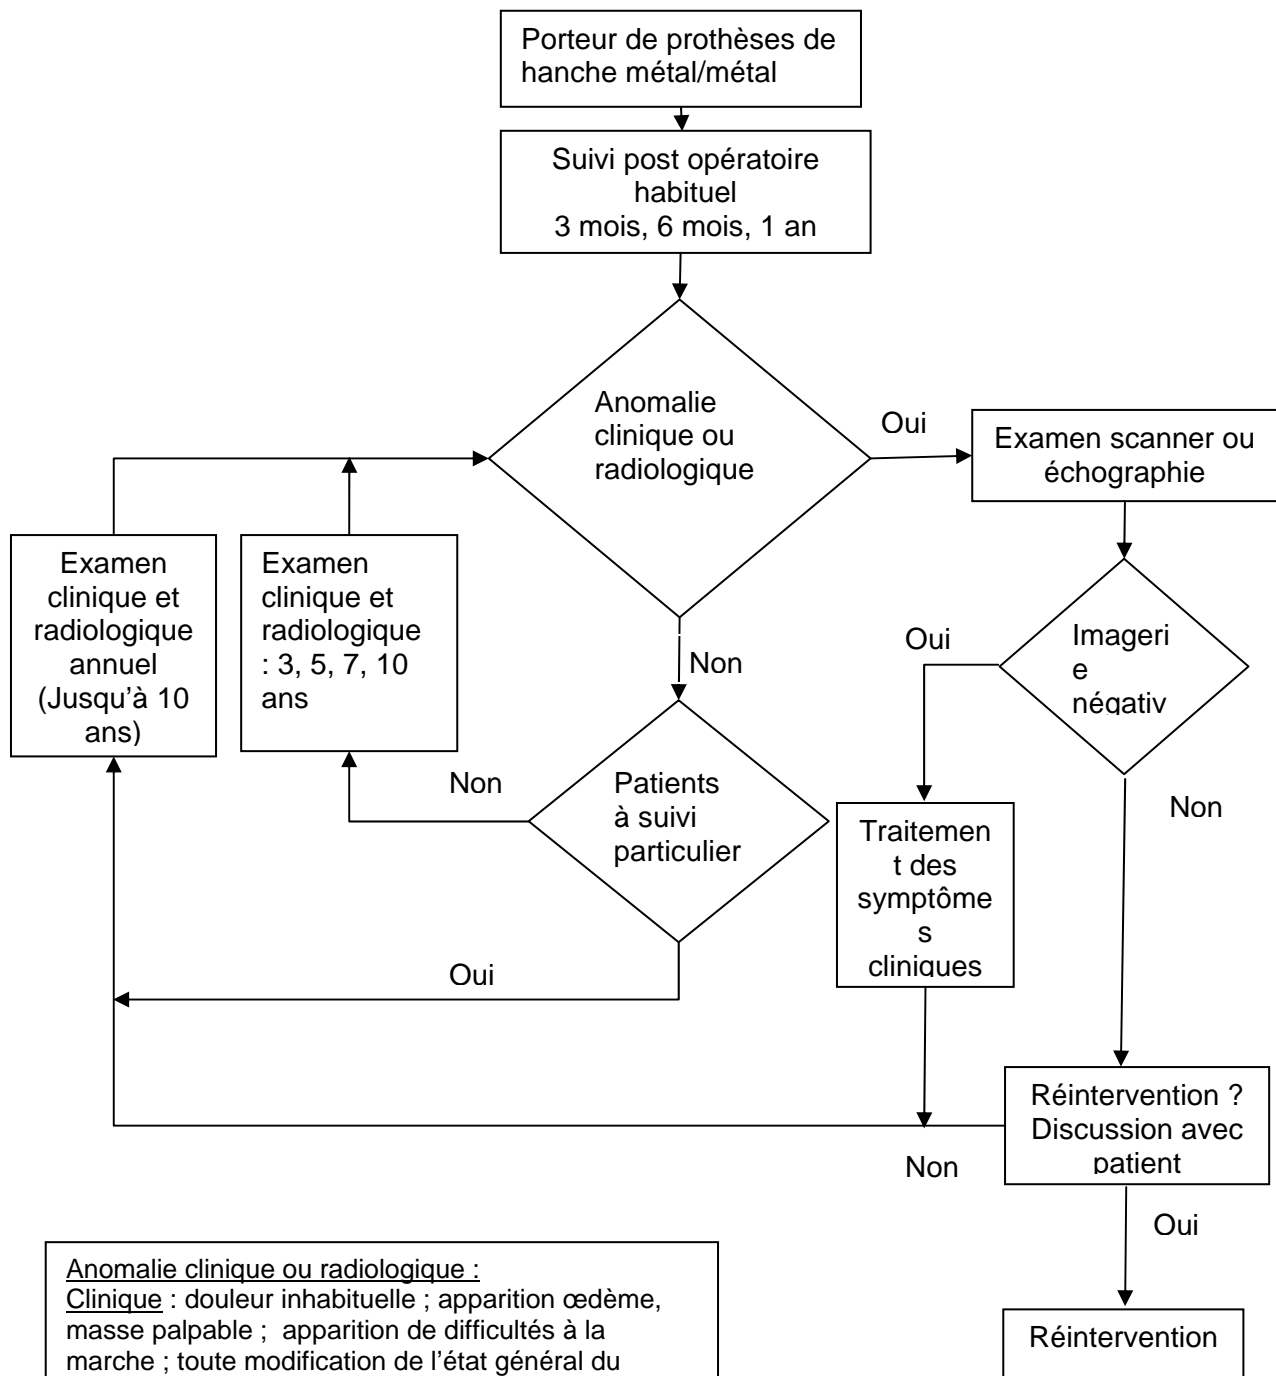 Porteur de prothèses de
hanche métal/métal
Suivi post opératoire
habituel
3 mois, 6 mois, 1 an
Anomalie
clinique ou
radiologique
Oui
Examen scanner ou
échographie
Examen
clinique et
radiologique
annuel
(Jusqu'à 10
ans)
Examen
clinique et
radiologique
: 3, 5, 7, 10
ans
Non
Oui
Imageri
e
négativ
Non
Patients
à suivi
particulier
Traitemen
t des
symptôme
s
cliniques
Non
Oui
Réintervention ?
Discussion avec
patient
Non
Oui
Réintervention
Anomalie clinique ou radiologique :
Clinique : douleur inhabituelle ; apparition œdème,
masse palpable ; apparition de difficultés à la
marche ; toute modification de l'état général du